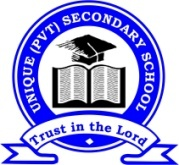 UNIQUE (PVT) SECONDARY SCHOOL
Trust in the Lord